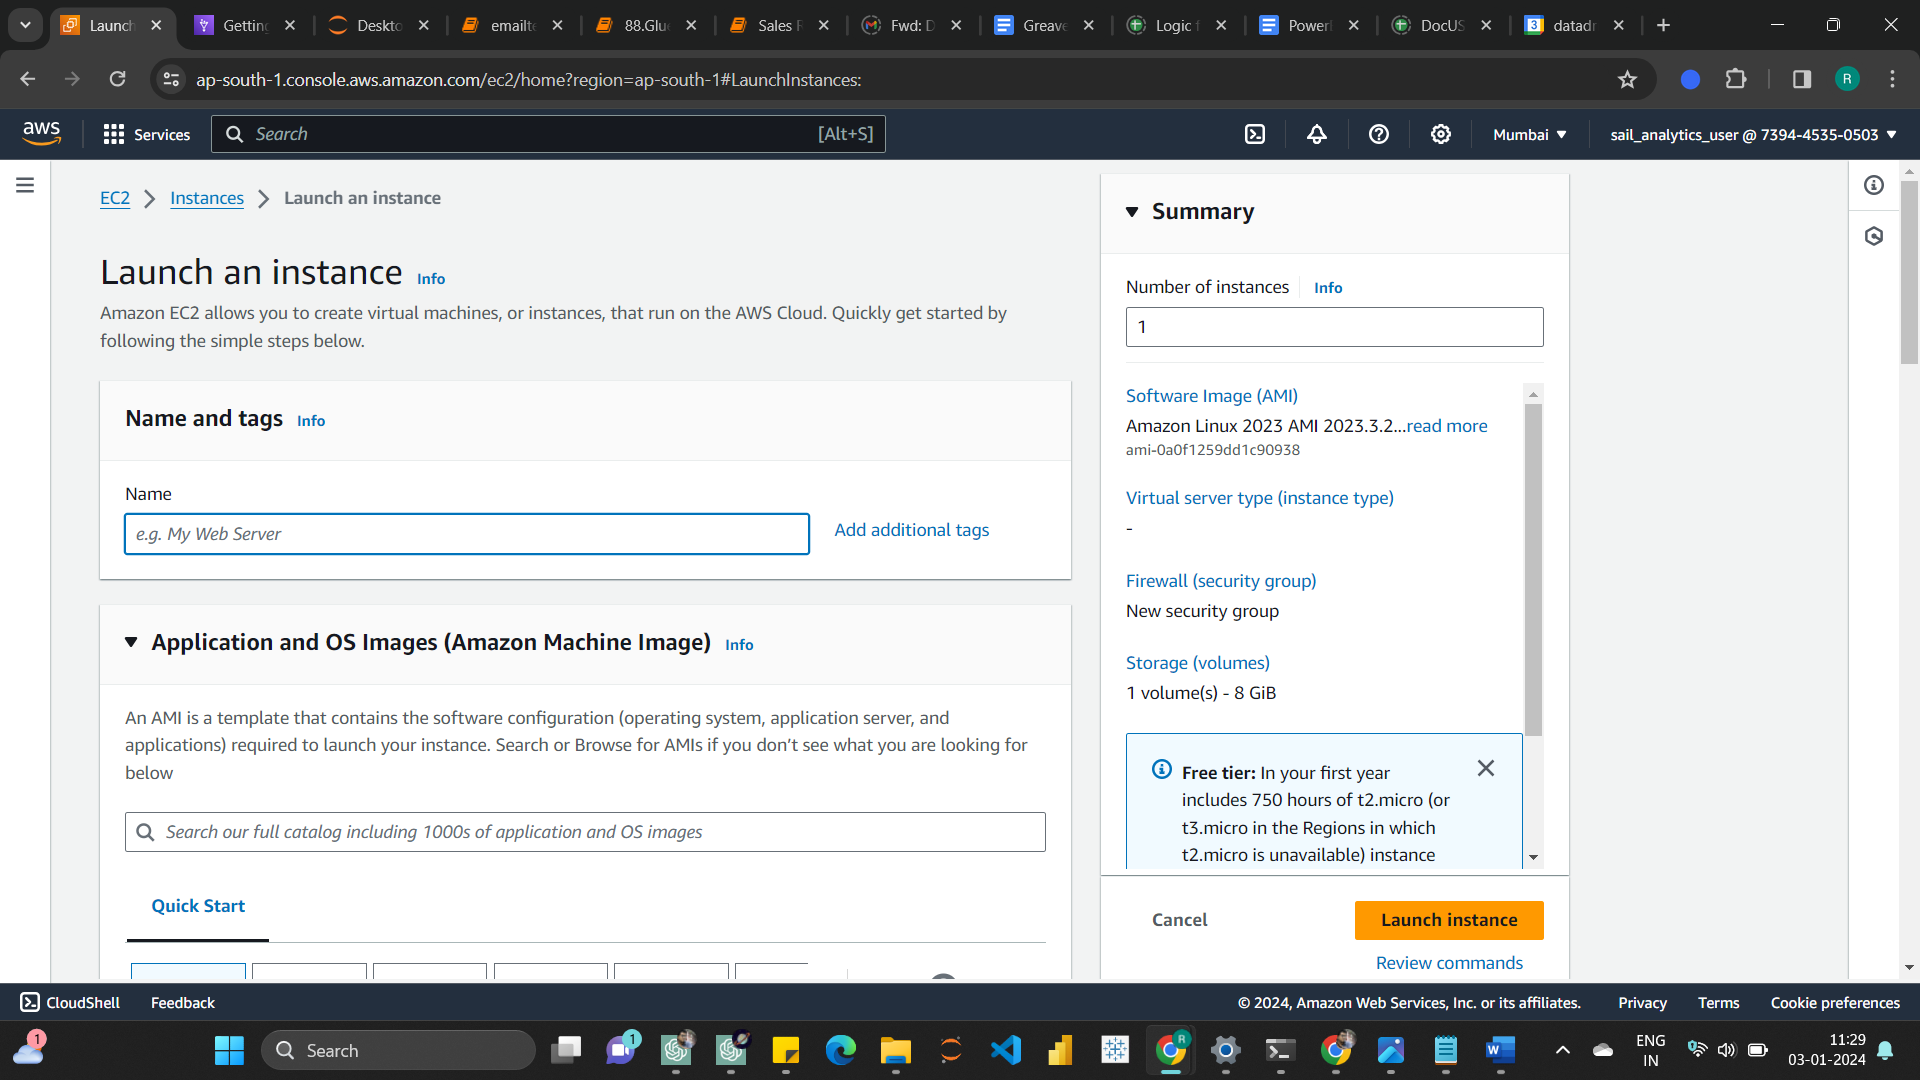 Launch
Getting
Deskto
emailte
88.Glu
Sales F
Fwd: D
Greave
Logic f
Powerl
DocUS
3
datadr
ap-south-1.console.aws.amazon.com/ec2/home?region=ap-south-1#LaunchInstances:
R
aws
Services
Search
[Alt+S]
Mumbai
sail_analytics_user @ 7394-4535-0503
EC2
Instances
Launch an instance
Launch an instance Info
Amazon EC2 allows you to create virtual machines, or instances, that run on the AWS Cloud. Quickly get started by
following the simple steps below.
Name and tags Info
Name
e.g. My Web Server
Add additional tags
Application and OS Images (Amazon Machine Image) Info
An AMI is a template that contains the software configuration (operating system, application server, and
applications) required to launch your instance. Search or Browse for AMIs if you don’t see what you are looking for
below
Search our full catalog including 1000s of application and OS images
Quick Start
Summary
Number of instances Info
1
Software Image (AMI)
Amazon Linux 2023 AMI 2023.3.2...read more
ami-0a0f1259dd1c90938
Virtual server type (instance type)
-
Firewall (security group)
New security group
Storage (volumes)
1 volume(s) - 8 GiB
Free tier: In your first year
includes 750 hours of t2.micro (or
t3.micro in the Regions in which
t2.micro is unavailable) instance
Cancel
Launch instance
Review commands
CloudShell
Feedback
© 2024, Amazon Web Services, Inc. or its affiliates.
Privacy
Terms
Cookie preferences
1
Search
1
R
W
ENG
IN
11:29
03-01-2024